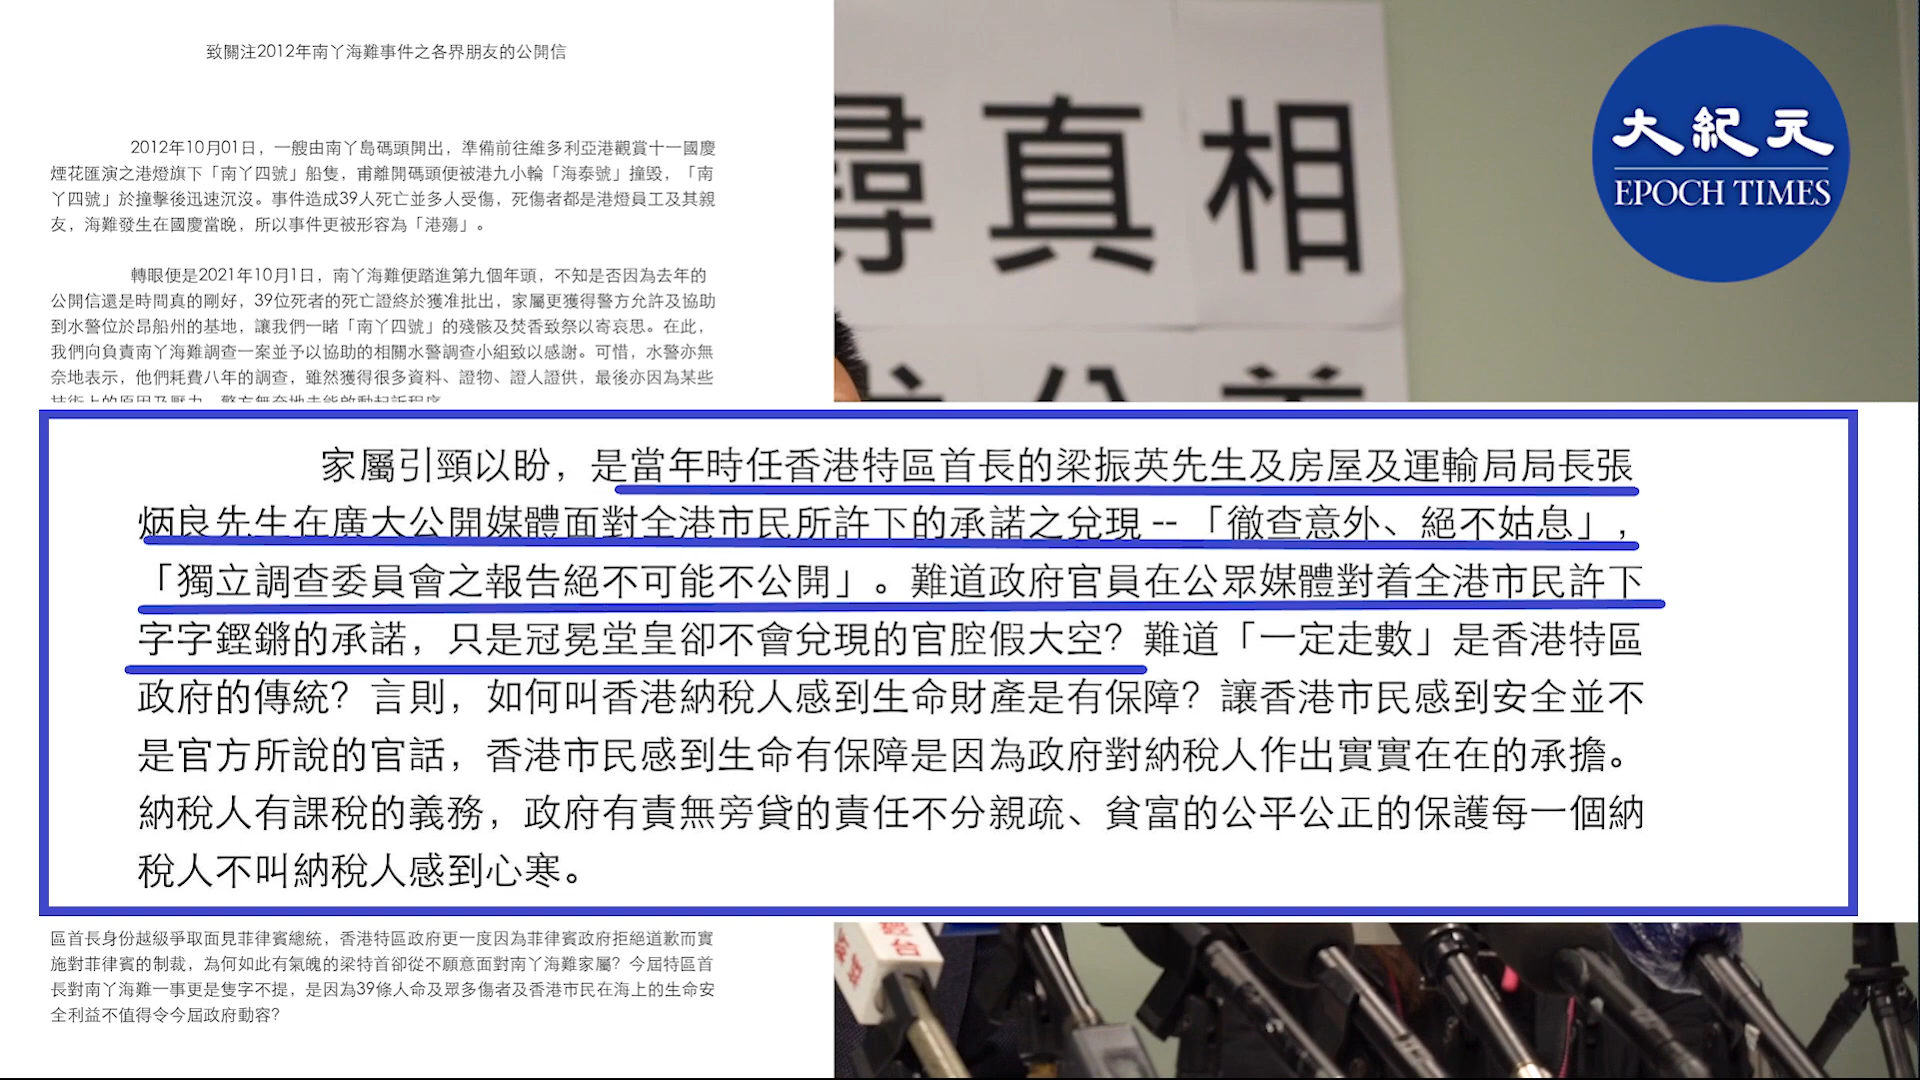 致關注2012年南丫海難事件之各界朋友的公開信
2012年10月01日，一艘由南丫島碼頭開出，準備前往維多利亞港觀賞十一國慶
煙花匯演之港燈旗下「南丫四號」船隻，甫離開碼頭便被港九小輪「海泰號」撞毀，「南
丫四號」於撞擊後迅速沉沒。事件造成39人死亡並多人受傷，死傷者都是港燈員工及其親
友，海難發生在國慶當晚，所以事件更被形容為「港殤」。
轉眼便是2021年10月1日，南丫海難便踏進第九個年頭，不知是否因為去年的
公開信還是時間真的剛好，39位死者的死亡證終於獲准批出，家屬更獲得警方允許及協助
到水警位於昂船州的基地，讓我們一睹「南丫四號」的殘骸及焚香致祭以寄哀思。在此，
我們向負責南丫海難調查一案並予以協助的相關水警調查小組致以感謝。可惜，水警亦無
奈地表示，他們耗費八年的調查，雖然獲得很多資料、證物、證人證供，最後亦因為某些
技術上的原因及壓力，警方無奈地未能啟動起訴程序
尋真相
大紀元
EPOCH TIMES
家屬引頸以盼，是當年時任香港特區首長的梁振英先生及房屋及運輸局局長張
炳良先生在廣大公開媒體面對全港市民所許下的承諾之兌現 -- 「徹查意外、絕不姑息」，
「獨立調查委員會之報告絕不可能不公開」。難道政府官員在公眾媒體對着全港市民許下
字字鏗鏘的承諾，只是冠冕堂皇卻不會兌現的官腔假大空？難道「一定走數」是香港特區
政府的傳統？言則，如何叫香港納稅人感到生命財產是有保障？讓香港市民感到安全並不
是官方所說的官話，香港市民感到生命有保障是因為政府對納稅人作出實實在在的承擔。
納稅人有課稅的義務，政府有責無旁貸的責任不分親疏、貧富的公平公正的保護每一個納
稅人不叫納稅人感到心寒。
區首長身份越級爭取面見菲律賓總統，香港特區政府更一度因為菲律賓政府拒絕道歉而實
施對菲律賓的制裁，為何如此有氣魄的梁特首卻從不願意面對南丫海難家屬？今屆特區首
長對南丫海難一事更是隻字不提，是因為39條人命及眾多傷者及香港市民在海上的生命安
全利益不值得令今屆政府動容？